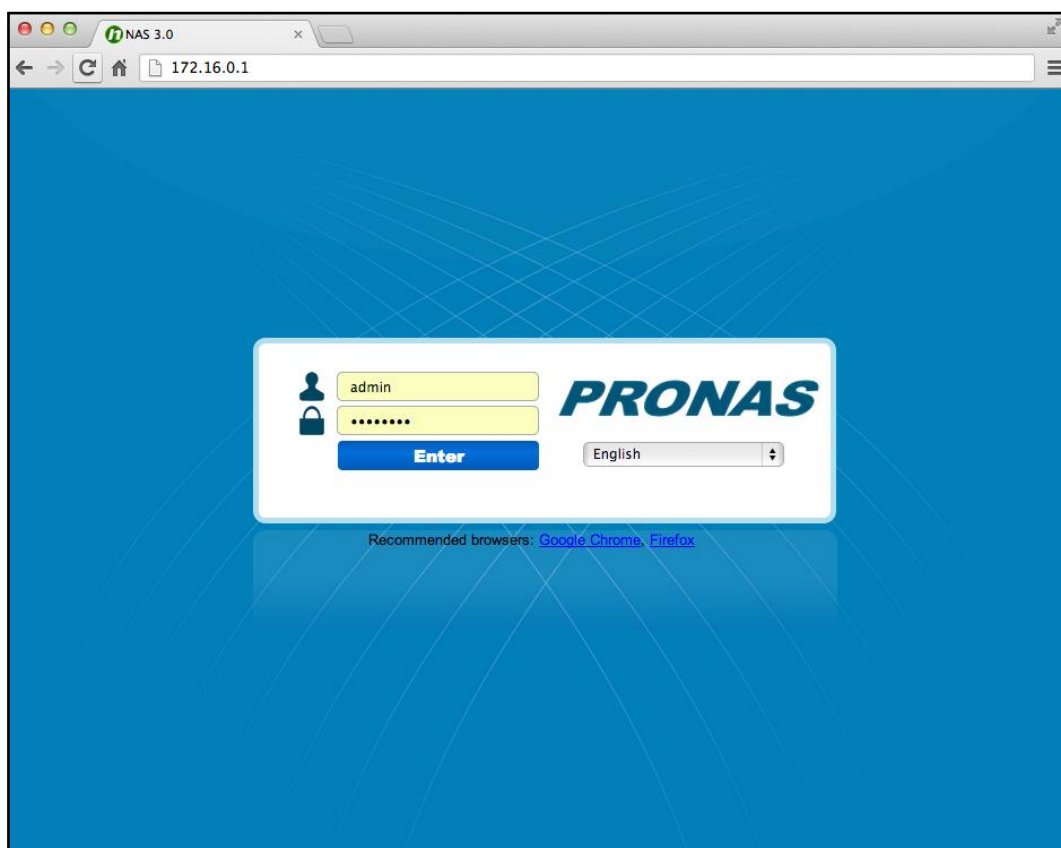 NAS 3.0
172.16.0.1
admin
••••••••
PRONAS
Enter
English
Recommended browsers: Google Chrome, Firefox